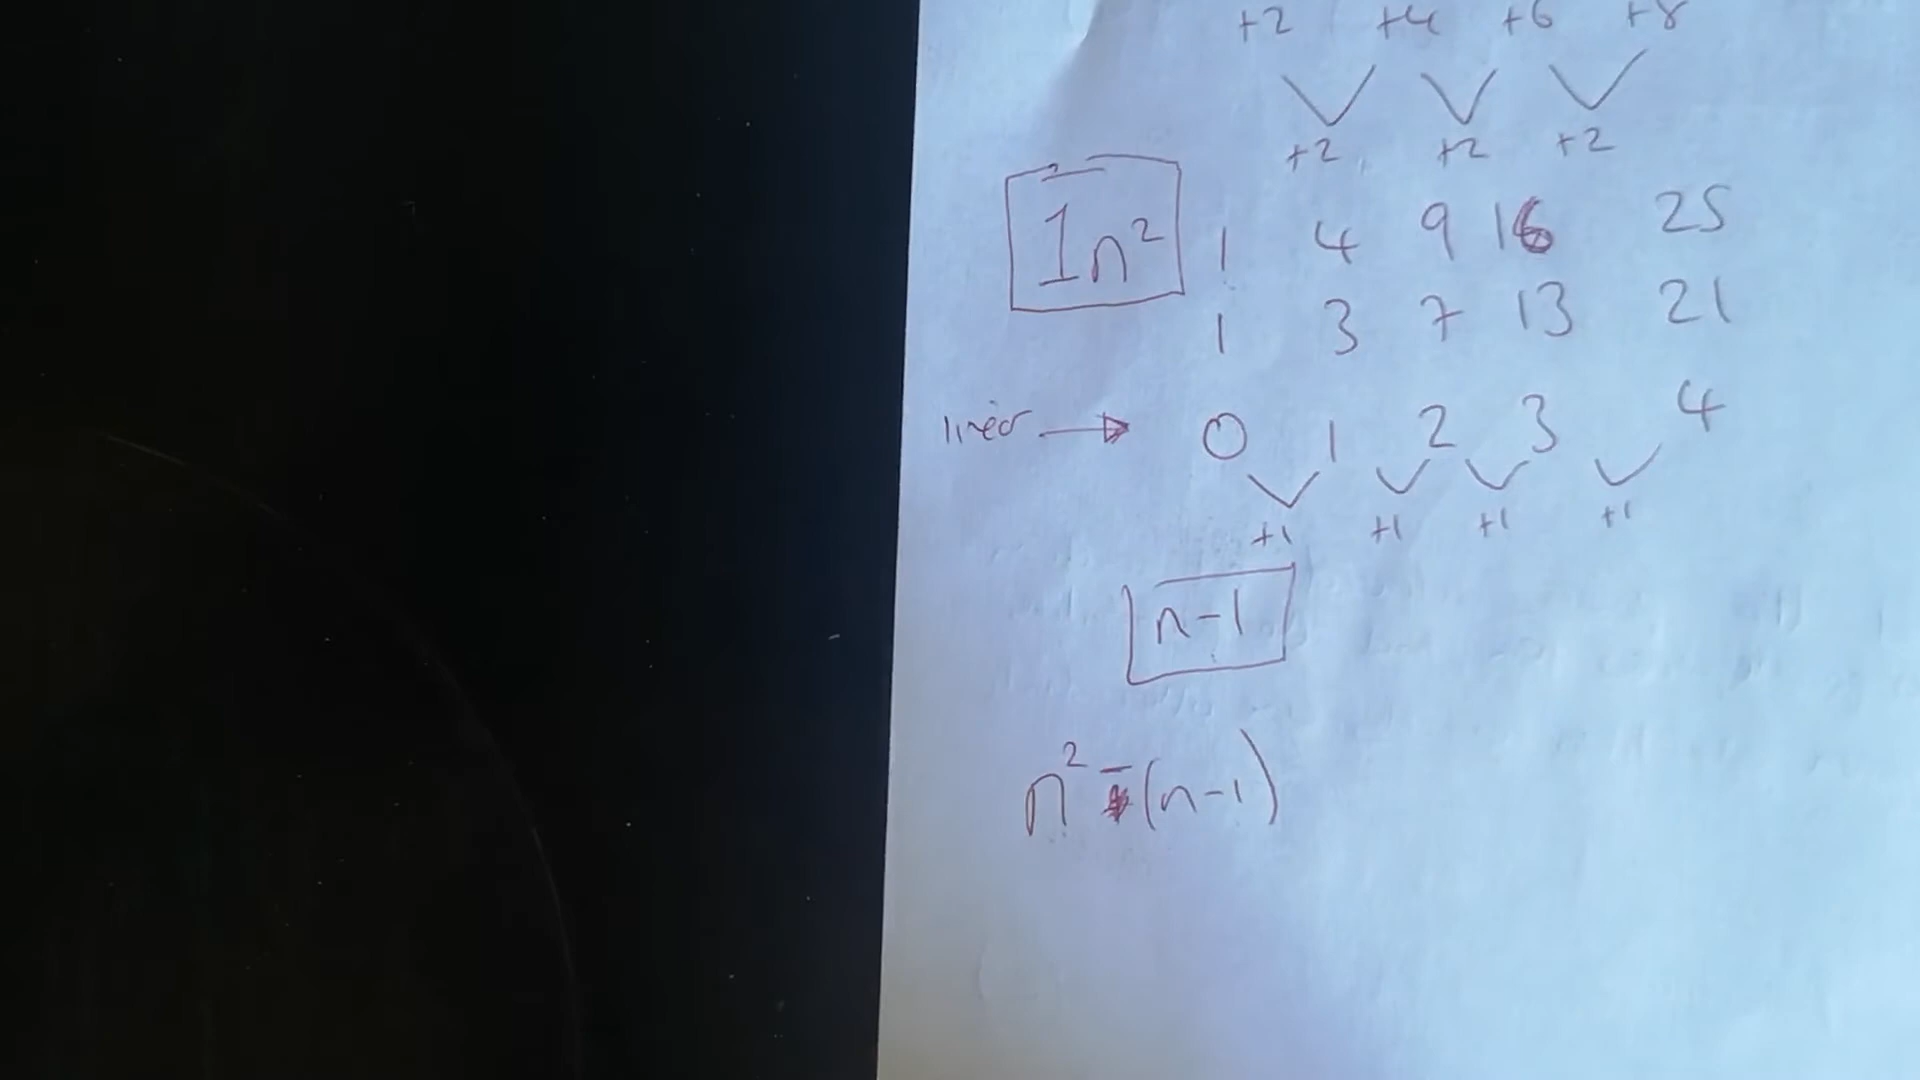 +2 +4 +6 +8
+2 +2 +2
1n² 1 4 9 16 25
1 3 7 13 21
linear → 0 1 2 3 4
+1 +1 +1 +1
n-1
n² -(n-1)